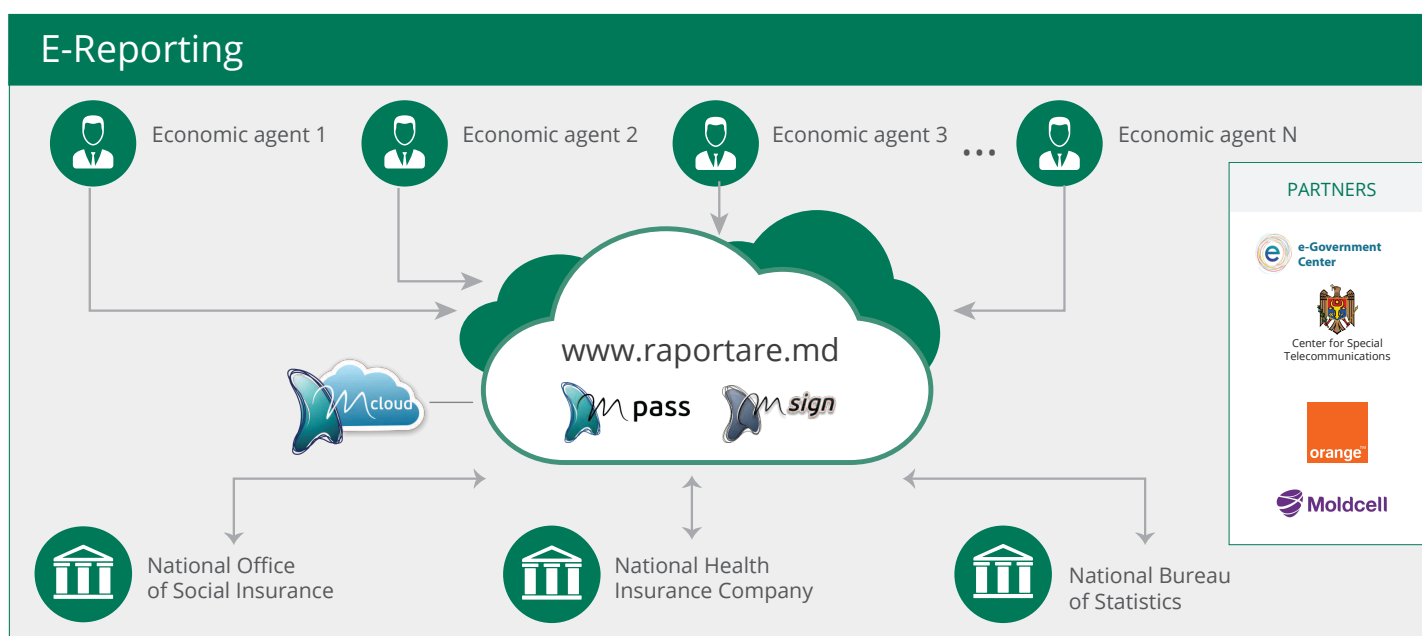 E-Reporting
Economic agent 1
Economic agent 2
Economic agent 3
...
Economic agent N
PARTNERS
e-Government
Center
Center for Special
Telecommunications
orange™
Moldcell
www.raportare.md
M cloud
M pass
M sign
National Office
of Social Insurance
National Health
Insurance Company
National Bureau
of Statistics